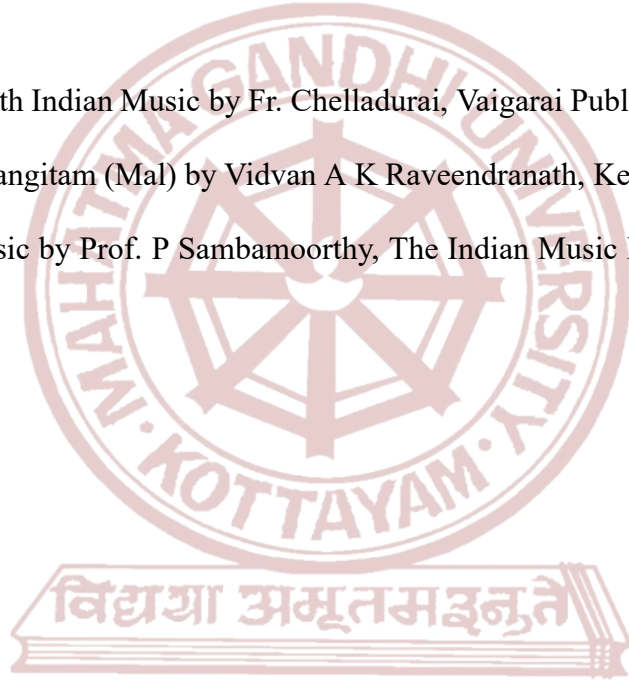 th Indian Music by Fr. Chelladurai, Vaigarai Publ
angitam (Mal) by Vidvan A K Raveendranath, Ke
sic by Prof. P Sambamoorthy, The Indian Music
MAHATMA GANDHI UNIVERSITY
KOTTAYAM
विद्यया अमृतमश्नुते